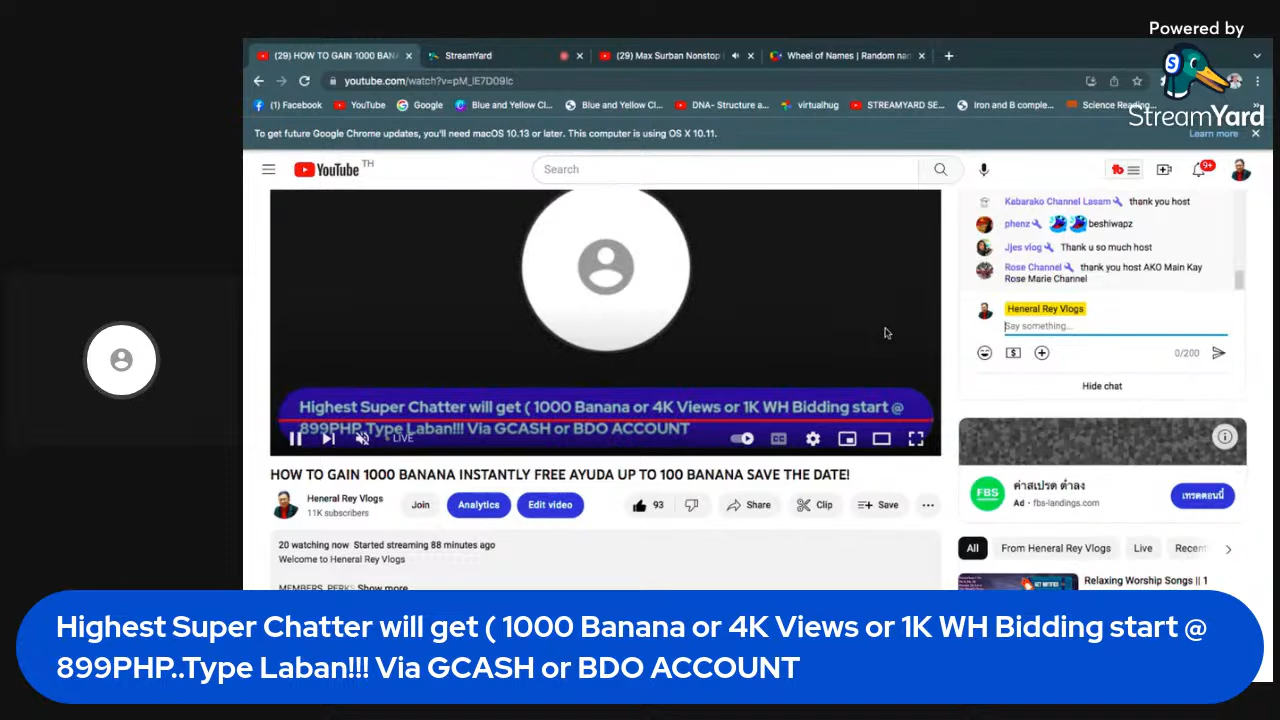 Powered by
StreamYard
(29) HOW TO GAIN 1000 BANA
StreamYard
(29) Max Surban Nonstop
Wheel of Names | Random na
youtube.com/watch?v=pM_IE7D09Ic
(1) Facebook
YouTube
Google
Blue and Yellow Cl...
Blue and Yellow Cl...
DNA- Structure a...
virtualhug
STREAMYARD SE...
Iron and B comple...
Science Reading...
To get future Google Chrome updates, you'll need macOS 10.13 or later. This computer is using OS X 10.11.
Learn more
YouTube TH
Search
9+
Kabarako Channel Lasam thank you host
phenz beshiwapz
Jjes vlog Thank u so much host
Rose Channel thank you host AKO Main Kay
Rose Marie Channel
Heneral Rey Vlogs
Say something...
0/200
Hide chat
Highest Super Chatter will get ( 1000 Banana or 4K Views or 1K WH Bidding start @
899PHP..Type Laban!!! Via GCASH or BDO ACCOUNT
LIVE
HOW TO GAIN 1000 BANANA INSTANTLY FREE AYUDA UP TO 100 BANANA SAVE THE DATE!
Heneral Rey Vlogs
11K subscribers
Join
Analytics
Edit video
93
Share
Clip
Save
FBS
ค่าสเปรด ต่ำลง
Ad · fbs-landings.com
เทรดตอนนี้
20 watching now Started streaming 88 minutes ago
Welcome to Heneral Rey Vlogs
MEMBERS PERKS Show more
All
From Heneral Rey Vlogs
Live
Recent
Relaxing Worship Songs || 1
Highest Super Chatter will get ( 1000 Banana or 4K Views or 1K WH Bidding start @
899PHP..Type Laban!!! Via GCASH or BDO ACCOUNT